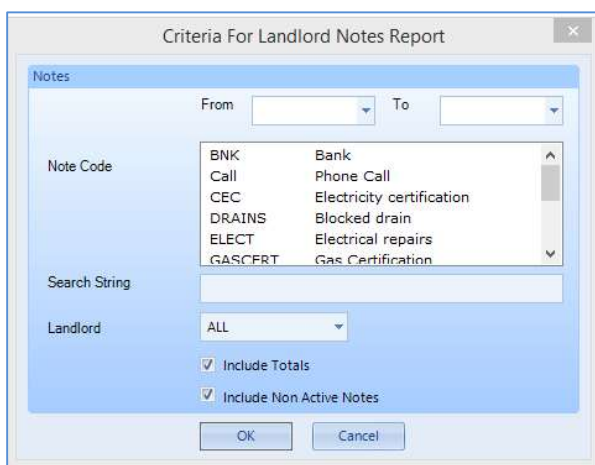 Criteria For Landlord Notes Report
Notes
From To
Note Code
BNK Bank
Call Phone Call
CEC Electricity certification
DRAINS Blocked drain
ELECT Electrical repairs
GASCERT Gas Certification
Search String
Landlord ALL
Include Totals
Include Non Active Notes
OK Cancel